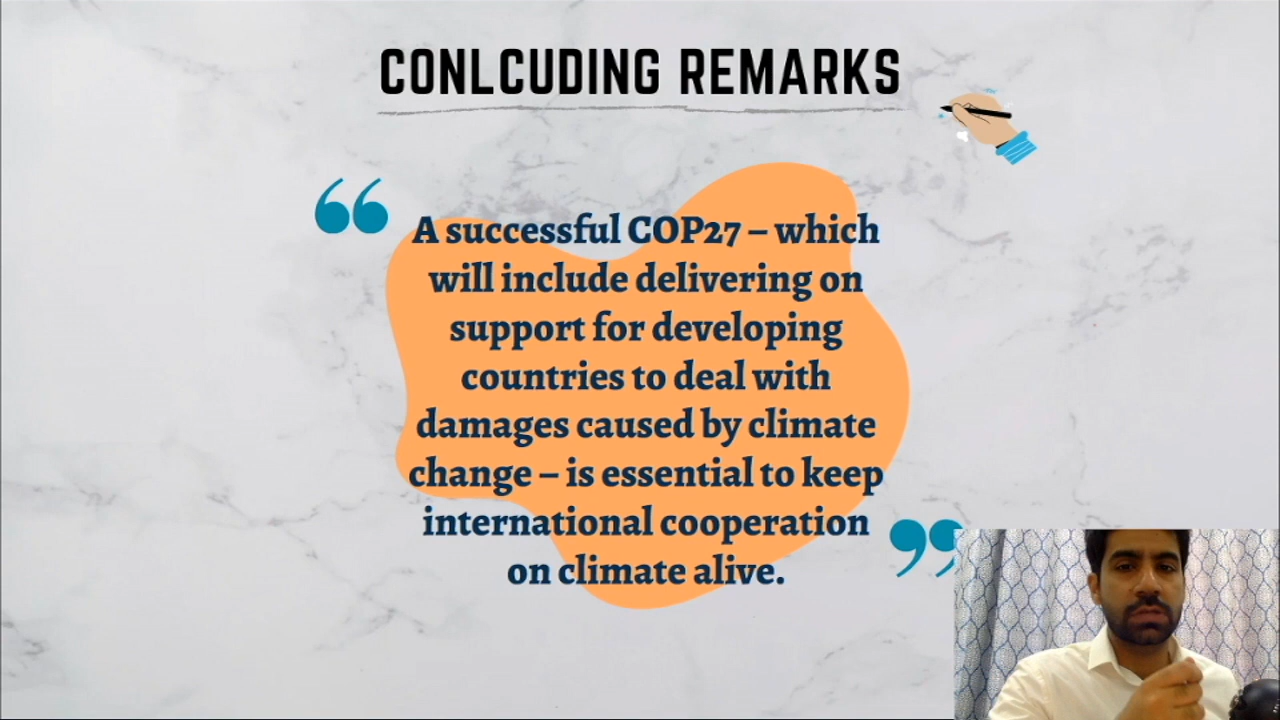 CONLCUDING REMARKS
“
A successful COP27 – which
will include delivering on
support for developing
countries to deal with
damages caused by climate
change – is essential to keep
international cooperation
on climate alive.
”